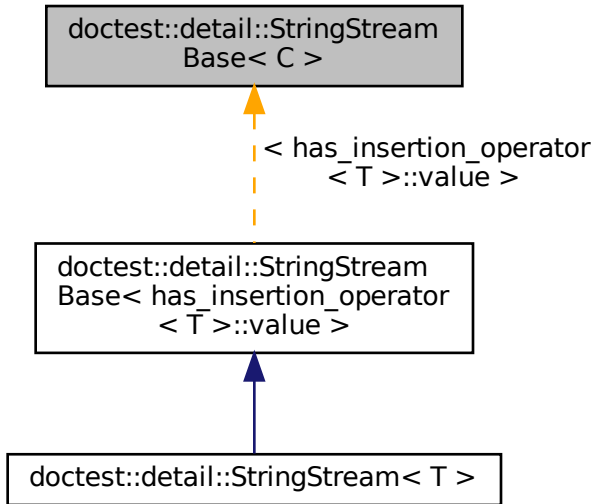 doctest::detail::StringStream
Base< C >
< has_insertion_operator
< T >::value >
doctest::detail::StringStream
Base< has_insertion_operator
< T >::value >
doctest::detail::StringStream< T >